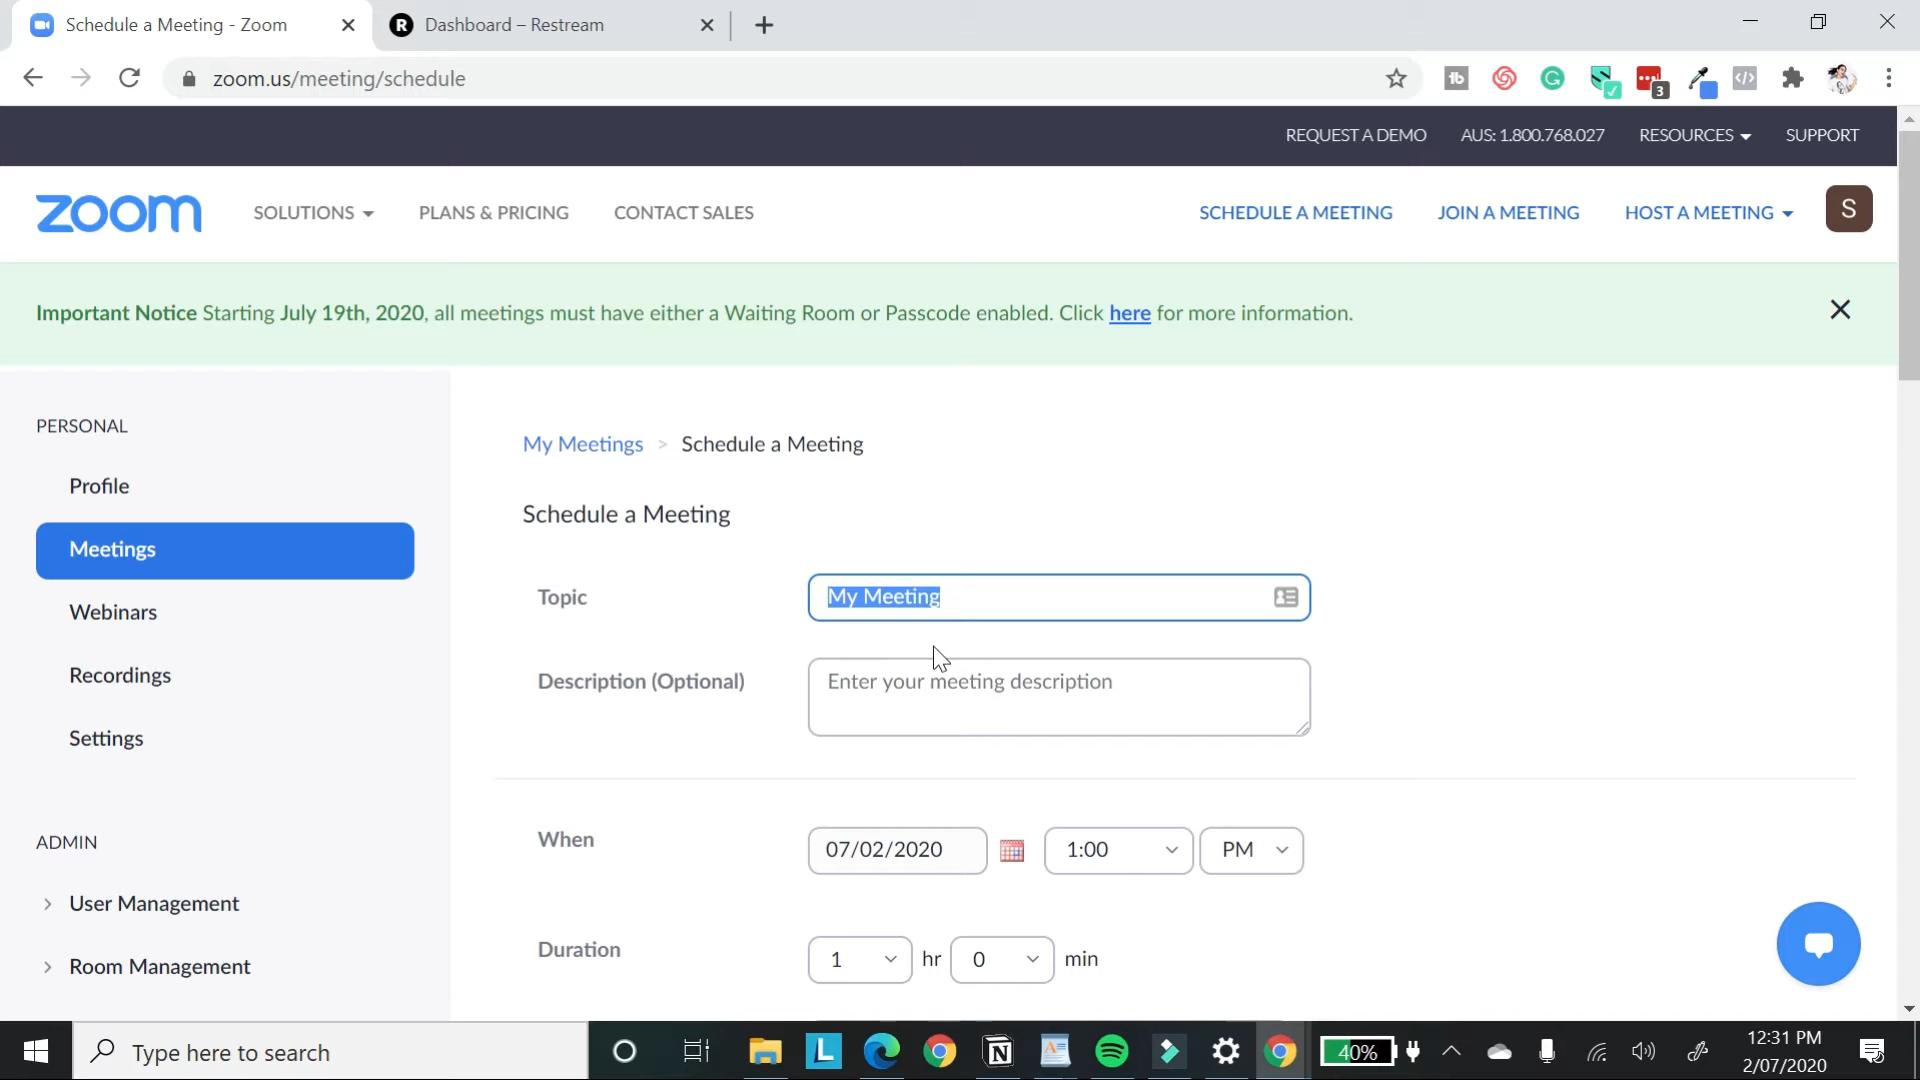 Schedule a Meeting - Zoom
Dashboard – Restream
zoom.us/meeting/schedule
3
REQUEST A DEMO
AUS: 1.800.768.027
RESOURCES
SUPPORT
zoom
SOLUTIONS
PLANS & PRICING
CONTACT SALES
SCHEDULE A MEETING
JOIN A MEETING
HOST A MEETING
S
Important Notice Starting July 19th, 2020, all meetings must have either a Waiting Room or Passcode enabled. Click here for more information.
PERSONAL
Profile
Meetings
Webinars
Recordings
Settings
ADMIN
User Management
Room Management
My Meetings > Schedule a Meeting
Schedule a Meeting
Topic
My Meeting
Description (Optional)
Enter your meeting description
When
07/02/2020
1:00
PM
Duration
1
hr
0
min
Type here to search
40%
12:31 PM
2/07/2020